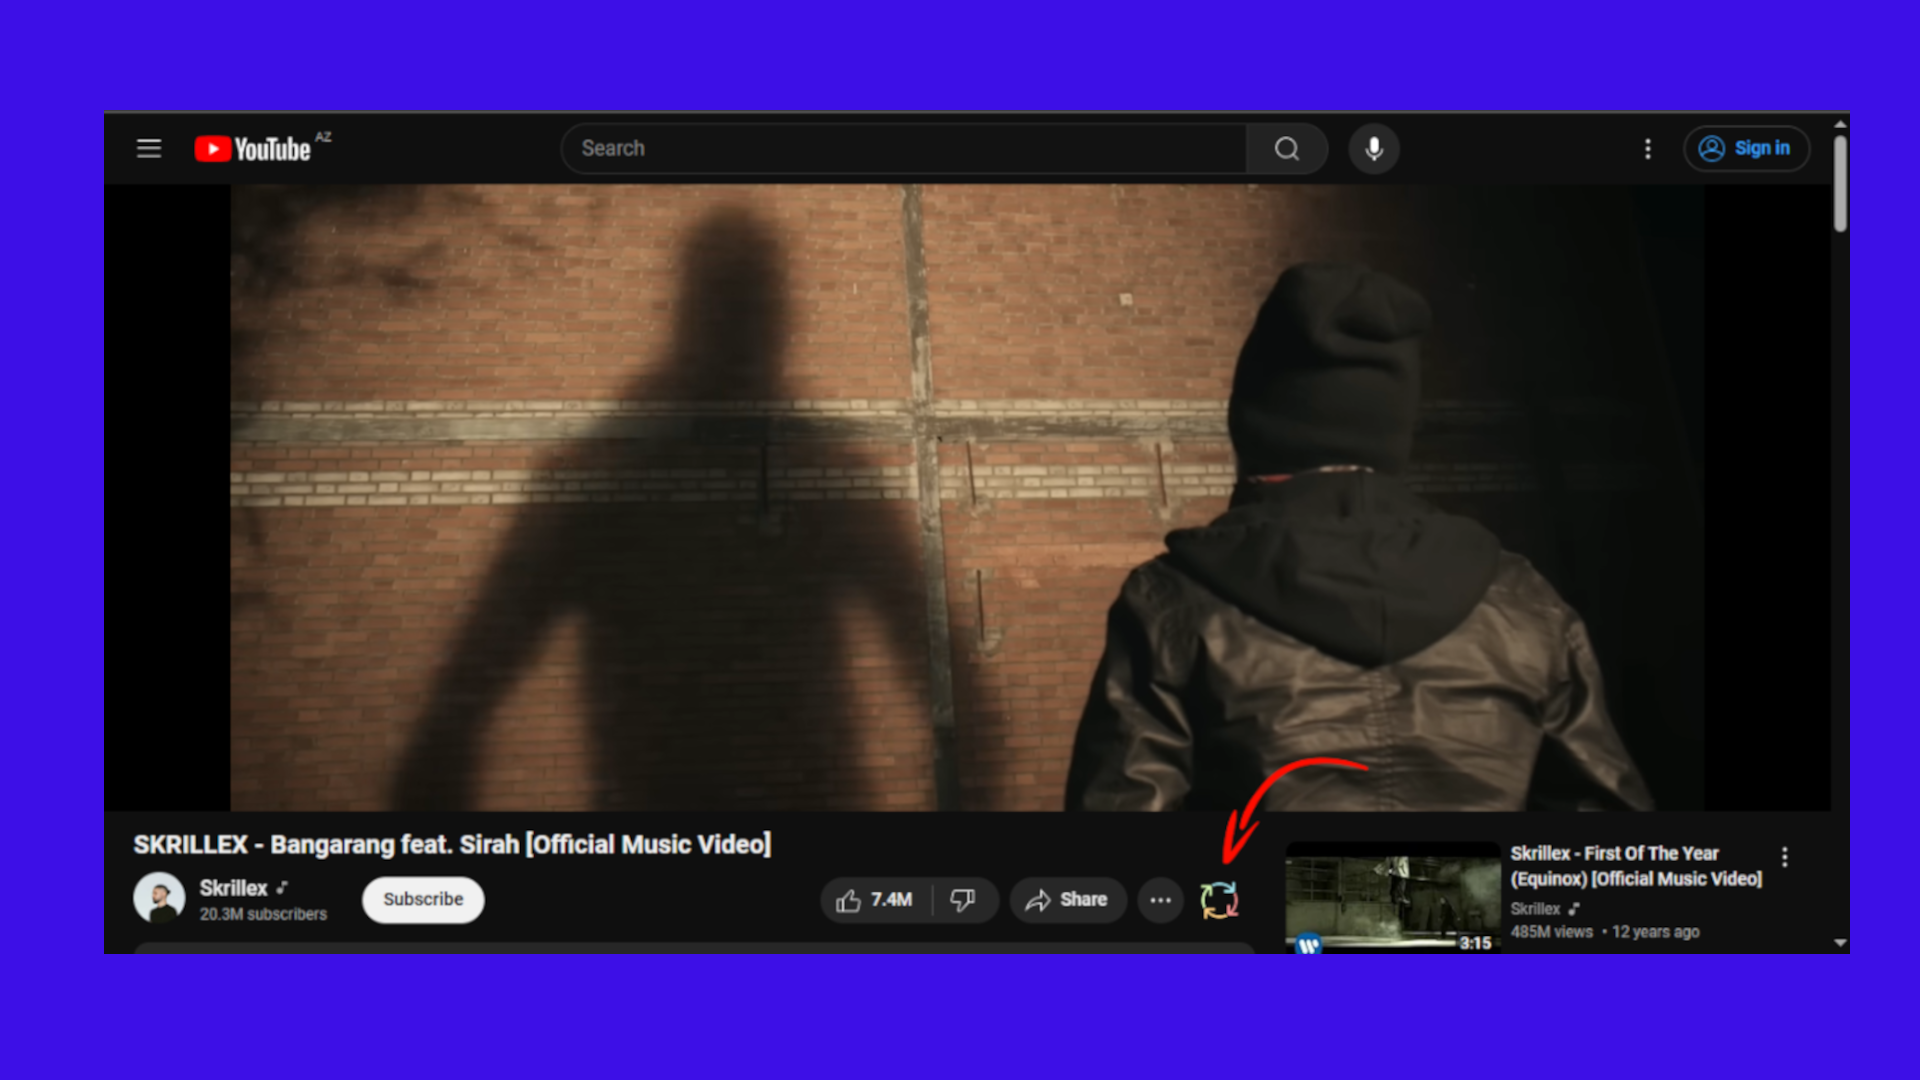 YouTube AZ
Search
Sign in
SKRILLEX - Bangarang feat. Sirah [Official Music Video]
Skrillex
20.3M subscribers
Subscribe
7.4M
Share
3:15
Skrillex - First Of The Year
(Equinox) [Official Music Video]
Skrillex
485M views • 12 years ago